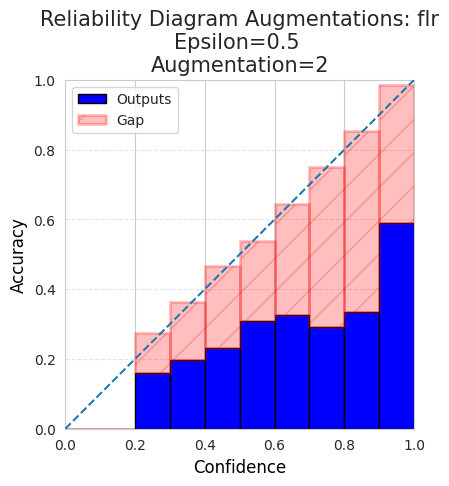 Reliability Diagram Augmentations: flr
Epsilon=0.5
Augmentation=2
Outputs
Gap
Accuracy
1.0
0.8
0.6
0.4
0.2
0.0
0.0 0.2 0.4 0.6 0.8 1.0
Confidence